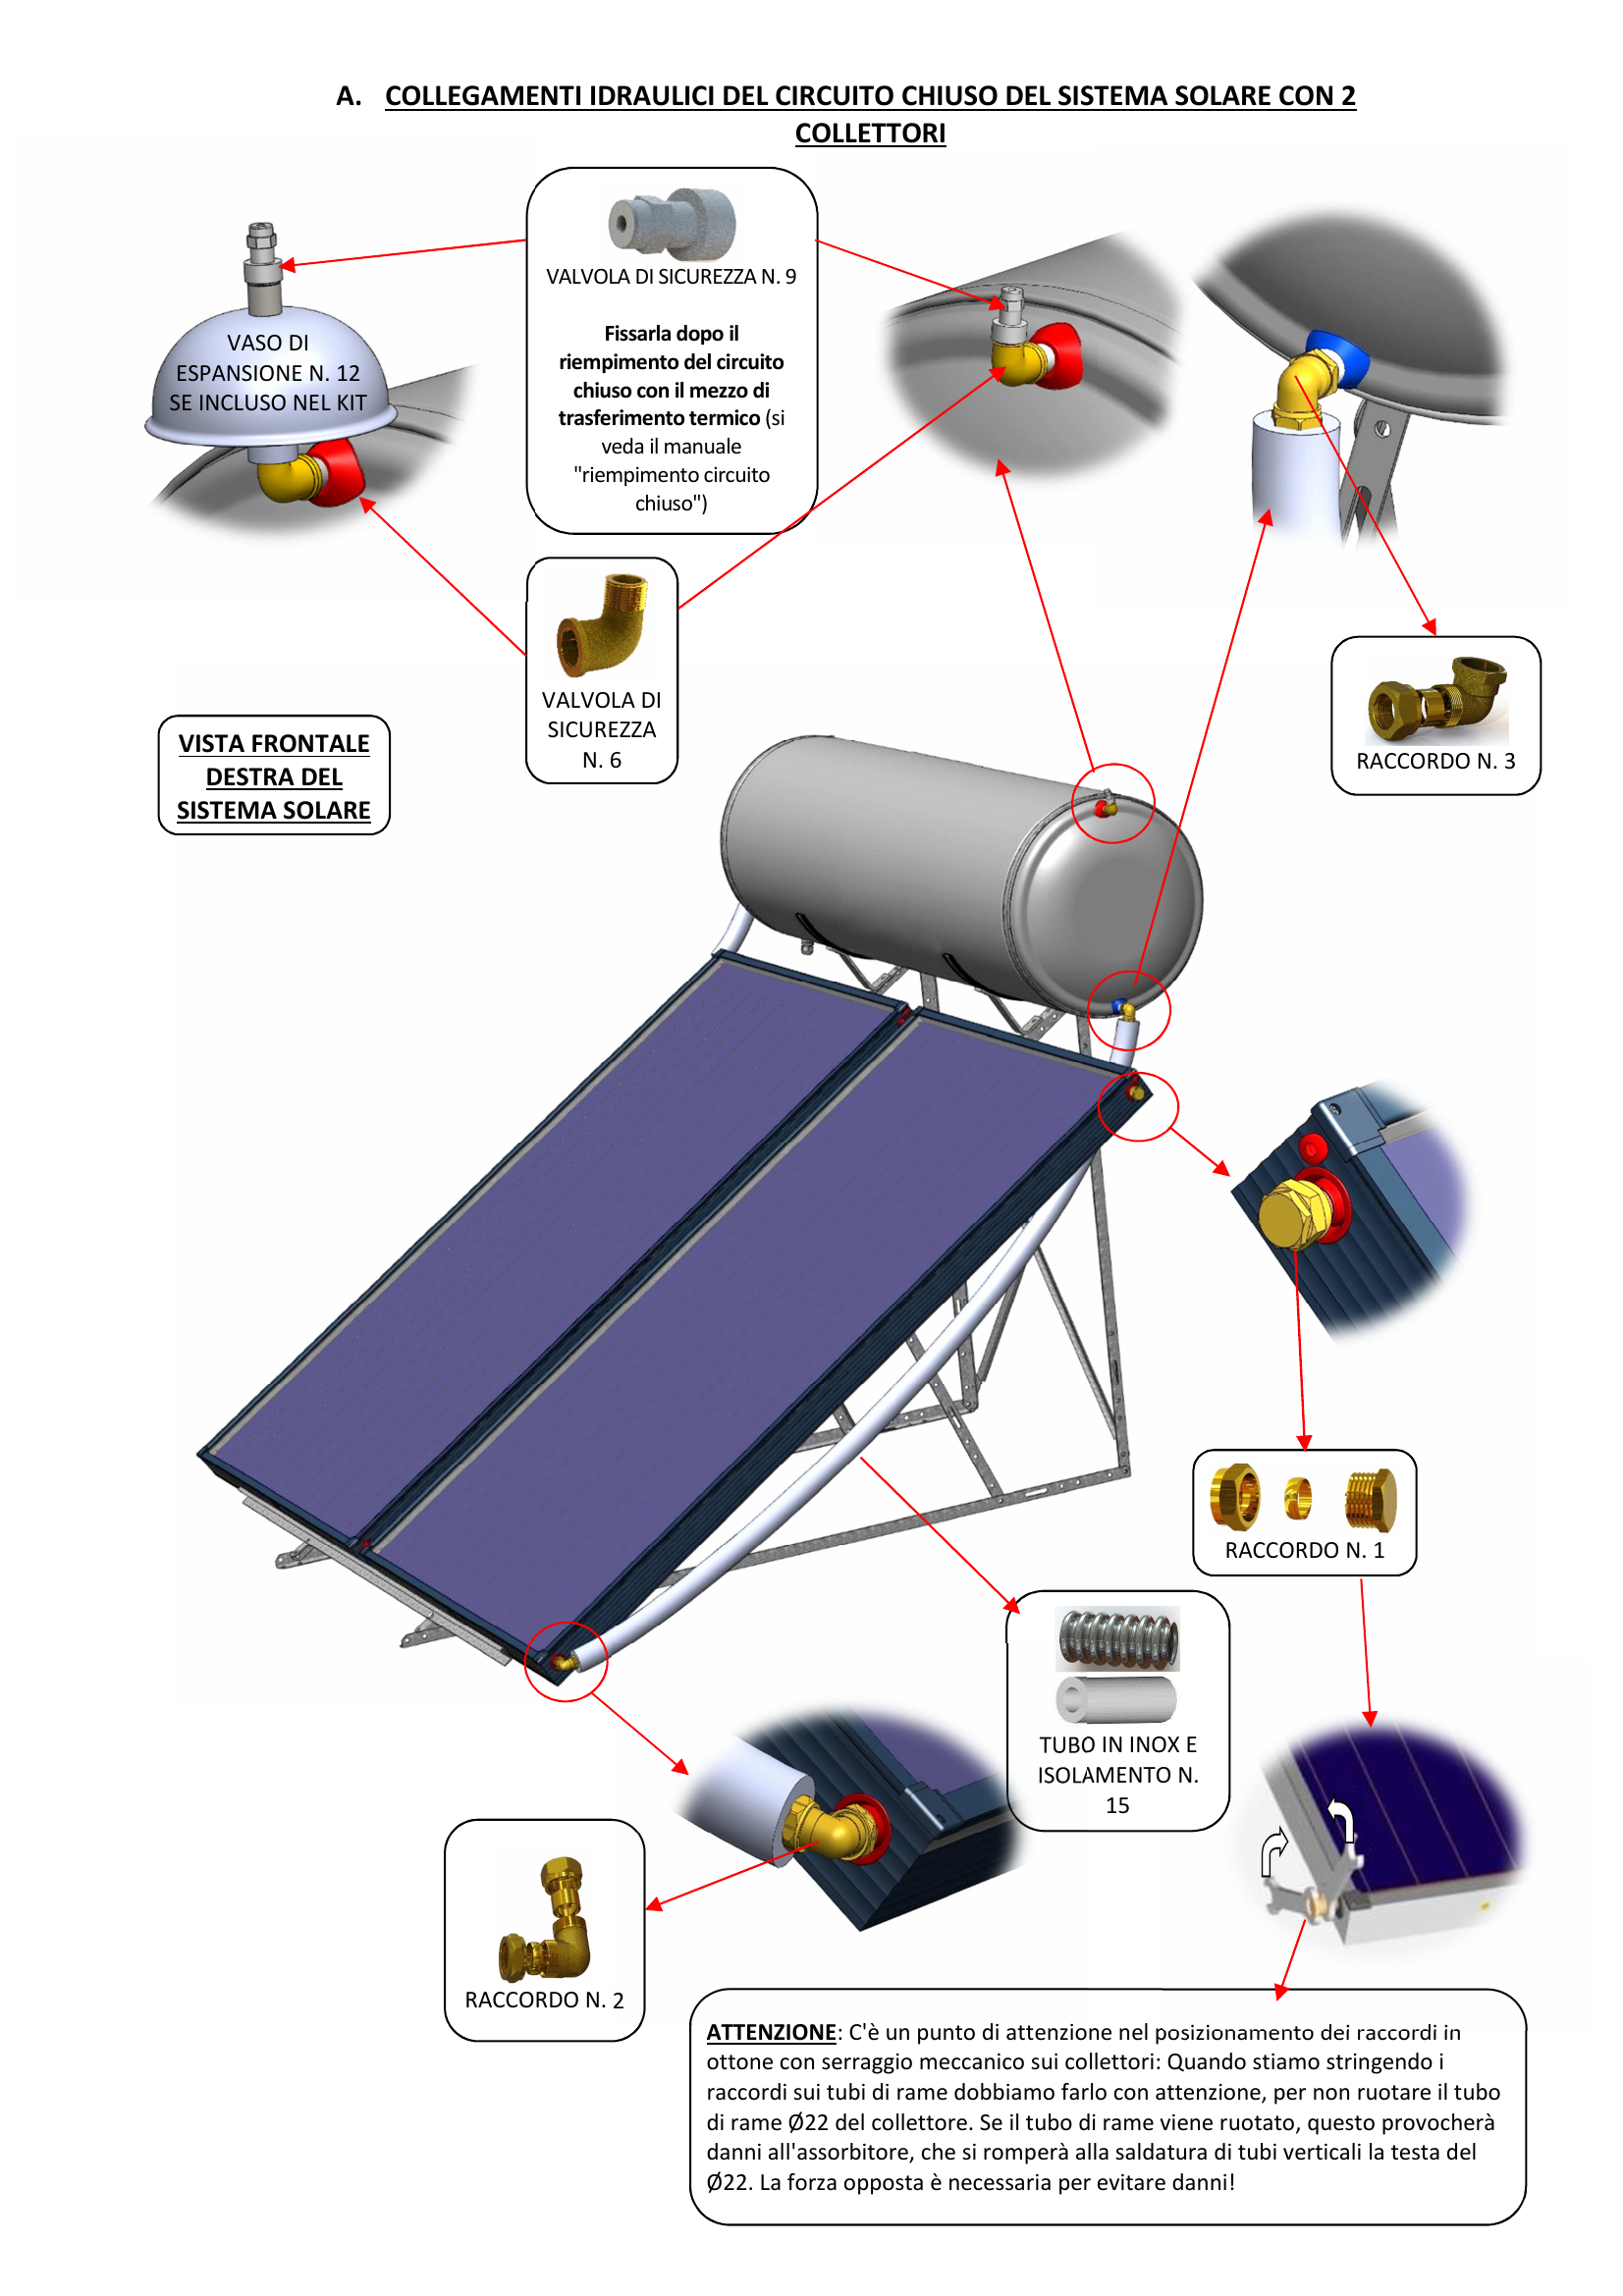 A. COLLEGAMENTI IDRAULICI DEL CIRCUITO CHIUSO DEL SISTEMA SOLARE CON 2
COLLETTORI
VALVOLA DI SICUREZZA N. 9
Fissarla dopo il
riempimento del circuito
chiuso con il mezzo di
trasferimento termico (si
veda il manuale
"riempimento circuito
chiuso")
VASO DI
ESPANSIONE N. 12
SE INCLUSO NEL KIT
VALVOLA DI
SICUREZZA
N. 6
RACCORDO N. 3
VISTA FRONTALE
DESTRA DEL
SISTEMA SOLARE
RACCORDO N. 1
TUBO IN INOX E
ISOLAMENTO N.
15
RACCORDO N. 2
ATTENZIONE: C'è un punto di attenzione nel posizionamento dei raccordi in
ottone con serraggio meccanico sui collettori: Quando stiamo stringendo i
raccordi sui tubi di rame dobbiamo farlo con attenzione, per non ruotare il tubo
di rame Ø22 del collettore. Se il tubo di rame viene ruotato, questo provocherà
danni all'assorbitore, che si romperà alla saldatura di tubi verticali la testa del
Ø22. La forza opposta è necessaria per evitare danni!